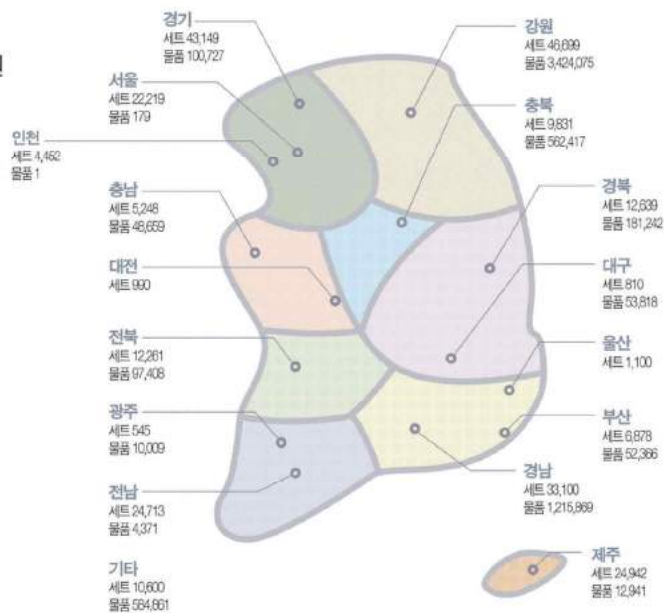 경기
세트 43,149
물품 100,727
강원
세트 46,699
물품 3,424,075
서울
세트 22,219
물품 179
충북
세트 9,831
물품 562,417
인천
세트 4,462
물품 1
충남
세트 5,248
물품 48,659
경북
세트 12,639
물품 181,242
대전
세트 990
대구
세트 810
물품 53,818
전북
세트 12,261
물품 97,408
울산
세트 1,100
광주
세트 545
물품 10,009
부산
세트 6,878
물품 52,366
전남
세트 24,713
물품 4,371
경남
세트 33,100
물품 1,215,869
기타
세트 10,600
물품 584,861
제주
세트 24,942
물품 12,941